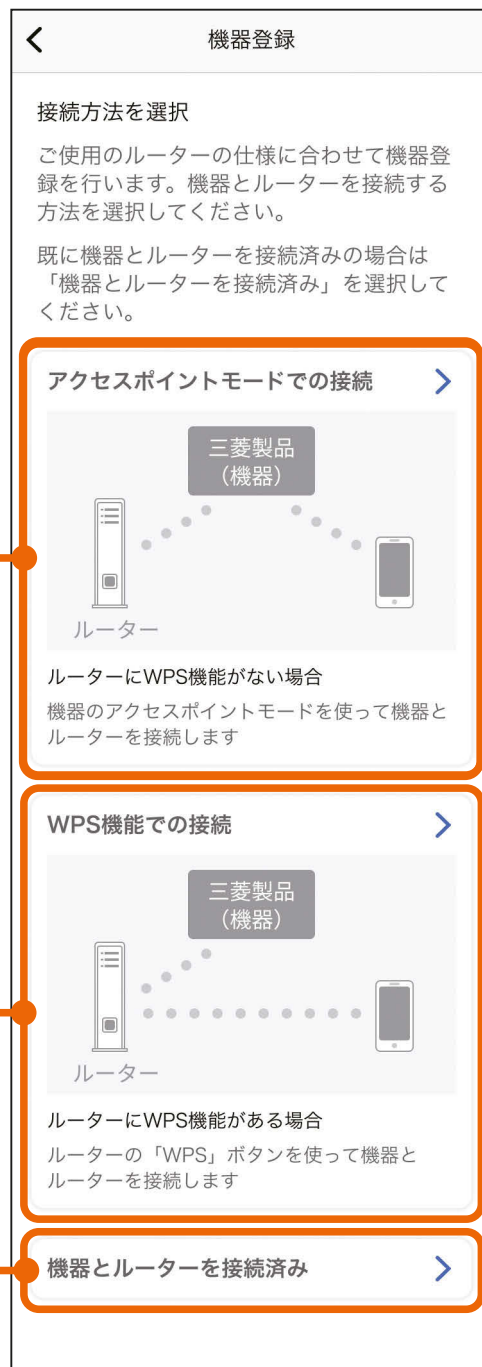 機器登録
接続方法を選択
ご使用のルーターの仕様に合わせて機器登
録を行います。機器とルーターを接続する
方法を選択してください。
既に機器とルーターを接続済みの場合は
「機器とルーターを接続済み」を選択して
ください。
アクセスポイントモードでの接続
三菱製品
（機器）
ルーター
ルーターにWPS機能がない場合
機器のアクセスポイントモードを使って機器と
ルーターを接続します
WPS機能での接続
三菱製品
（機器）
ルーター
ルーターにWPS機能がある場合
ルーターの「WPS」ボタンを使って機器と
ルーターを接続します
機器とルーターを接続済み